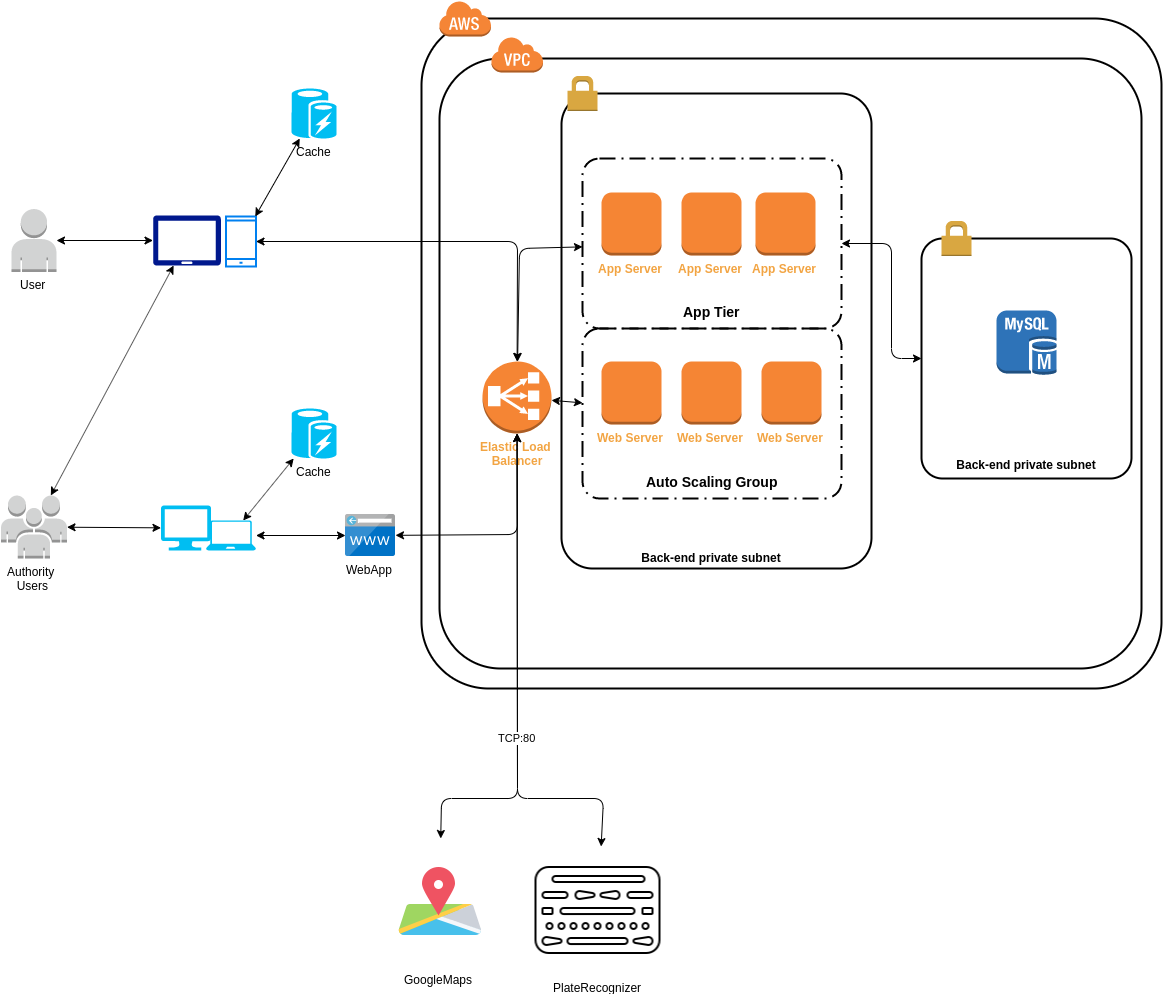 AWS
VPC
Cache
User
App Server
App Server
App Server
App Tier
MySQL
M
Elastic Load
Balancer
Web Server
Web Server
Web Server
Auto Scaling Group
Back-end private subnet
Back-end private subnet
Cache
Authority
Users
WWW
WebApp
TCP:80
GoogleMaps
PlateRecognizer